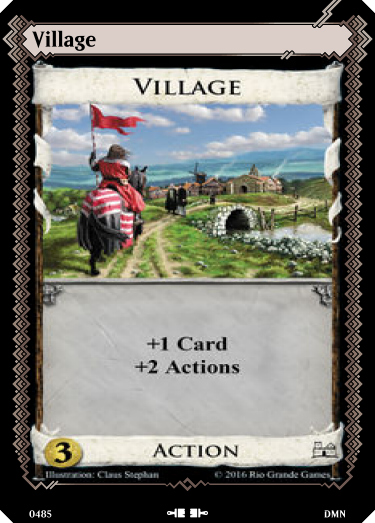 Village
VILLAGE
+1 Card
+2 Actions
3
ACTION
Illustration: Claus Stephan
© 2016 Rio Grande Games
0485
DMN